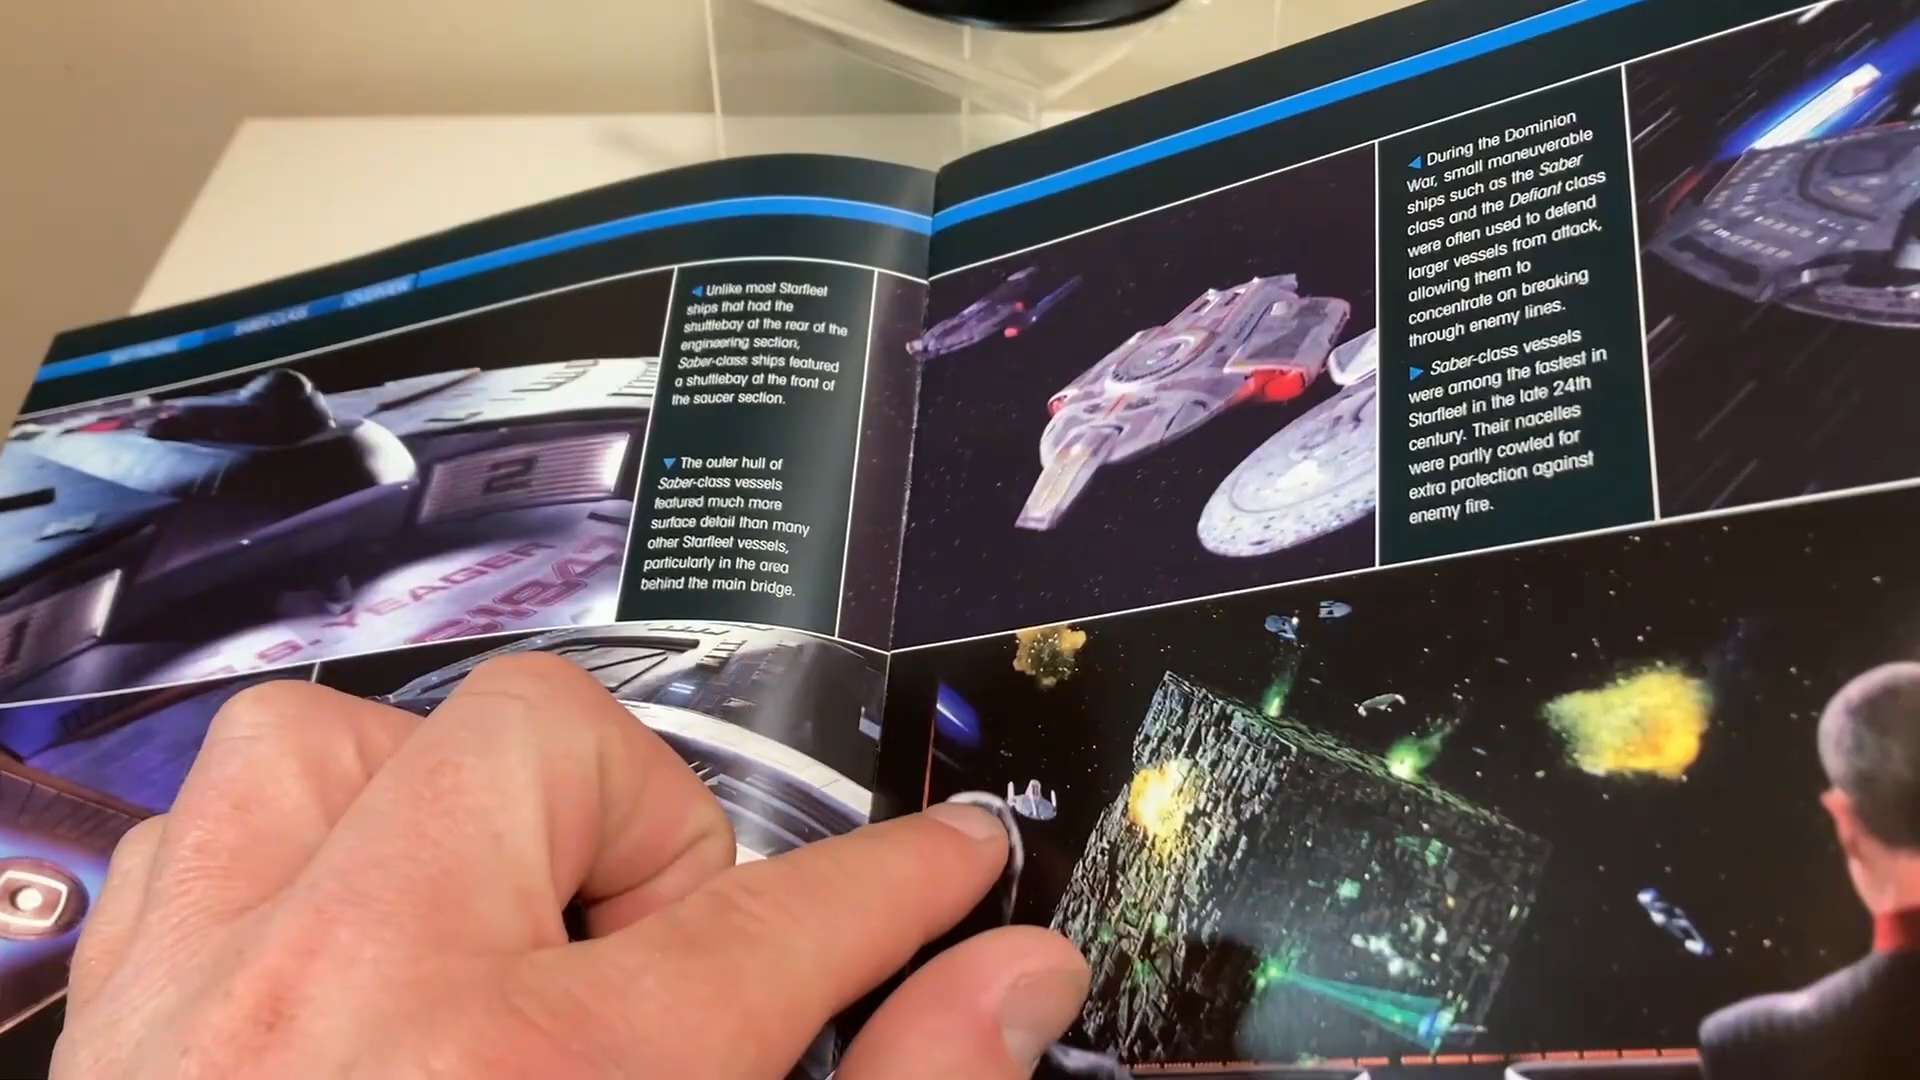 SABER CLASS
OVERVIEW
◀ Unlike most Starfleet
ships that had the
shuttlebay at the rear of the
engineering section,
Saber-class ships featured
a shuttlebay at the front of
the saucer section.
▼ The outer hull of
Saber-class vessels
featured much more
surface detail than many
other Starfleet vessels,
particularly in the area
behind the main bridge.
2
1
S. YEAGER
◀ During the Dominion
War, small maneuverable
ships such as the Saber
class and the Defiant class
were often used to defend
larger vessels from attack,
allowing them to
concentrate on breaking
through enemy lines.
▶ Saber-class vessels
were among the fastest in
Starfleet in the late 24th
century. Their nacelles
were partly cowled for
extra protection against
enemy fire.